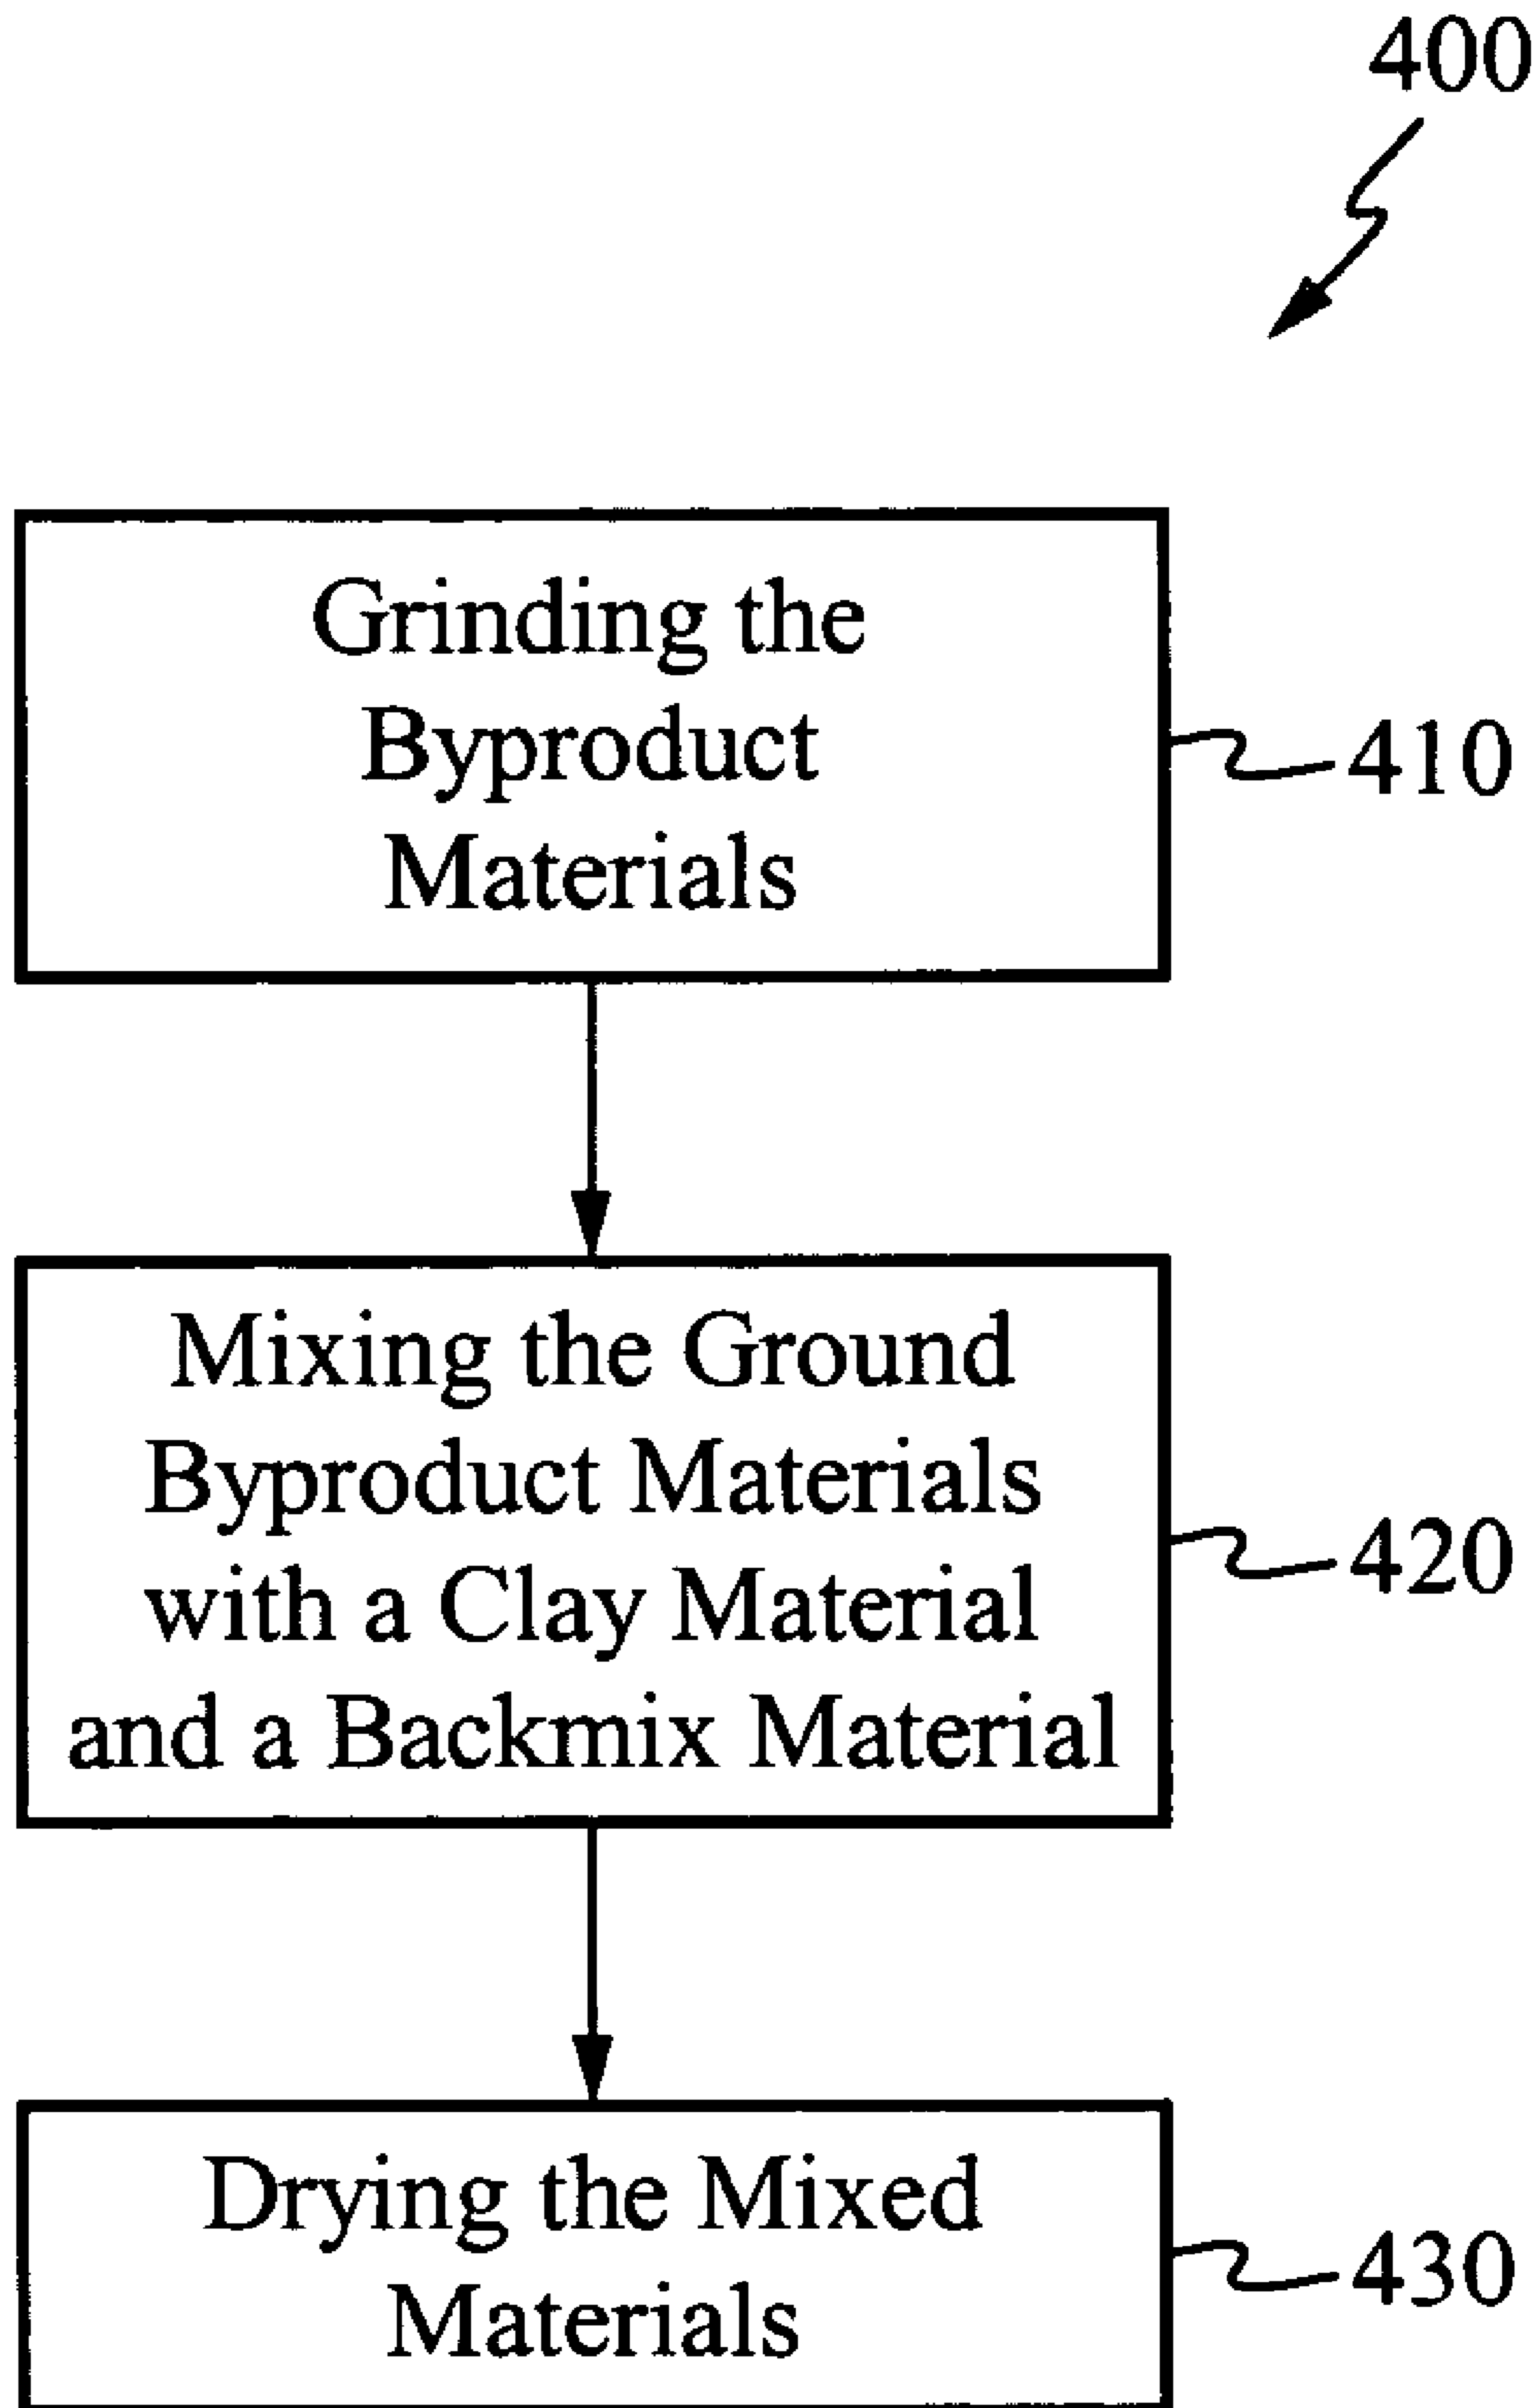 400
Grinding the
Byproduct
Materials
410
Mixing the Ground
Byproduct Materials
with a Clay Material
and a Backmix Material
420
Drying the Mixed
Materials
430